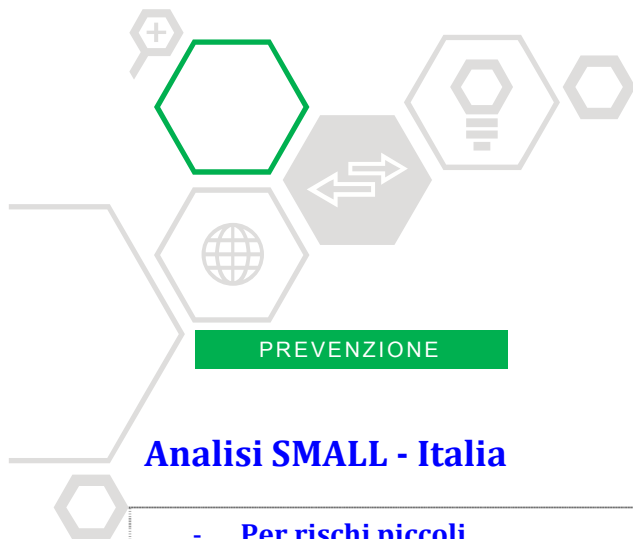 PREVENZIONE
Analisi SMALL - Italia
- Per rischi piccoli